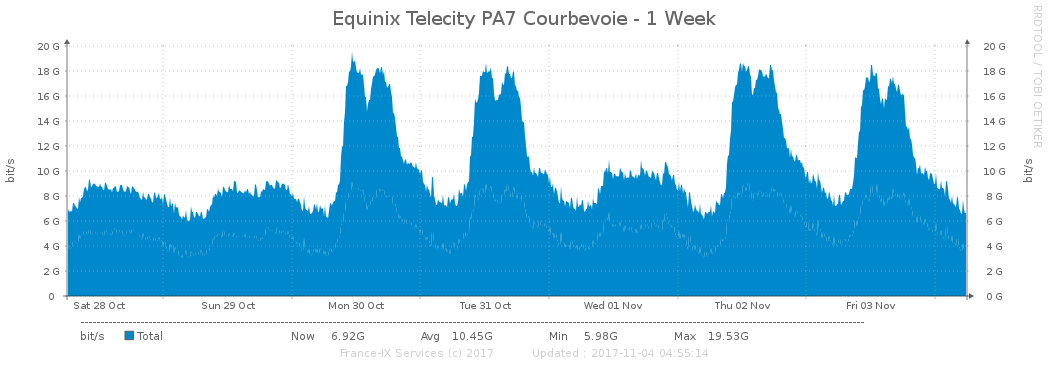 Equinix Telecity PA7 Courbevoie - 1 Week
RRDTOOL / TOBI OETIKER
bit/s
20 G
18 G
16 G
14 G
12 G
10 G
8 G
6 G
4 G
2 G
0
20 G
18 G
16 G
14 G
12 G
10 G
8 G
6 G
4 G
2 G
0 G
bit/s
Sat 28 Oct Sun 29 Oct Mon 30 Oct Tue 31 Oct Wed 01 Nov Thu 02 Nov Fri 03 Nov
bit/s Total Now 6.92G Avg 10.45G Min 5.98G Max 19.53G
France-IX Services (c) 2017 Updated : 2017-11-04 04:55:14